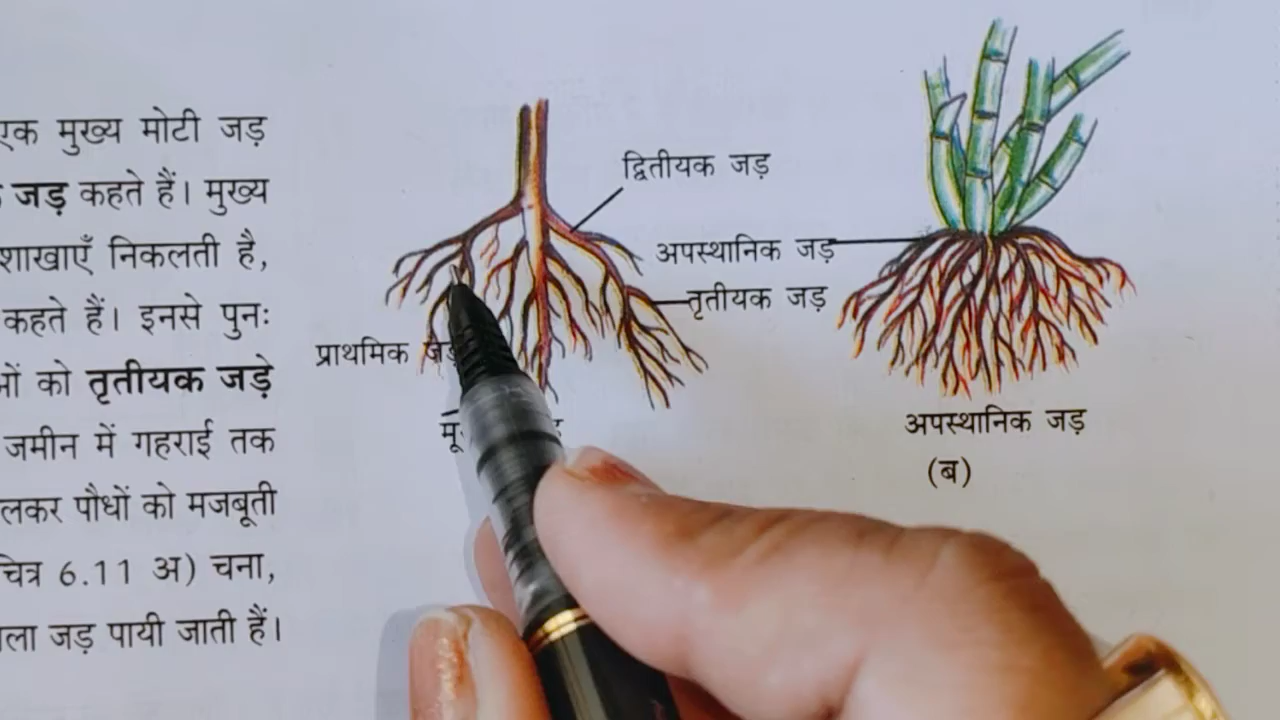 एक मुख्य मोटी जड़
जड़ कहते हैं। मुख्य
शाखाएँ निकलती है,
कहते हैं। इनसे पुनः
को तृतीयक जड़े
जमीन में गहराई तक
पौधों को मजबूती
चित्र 6.11 अ) चना,
जड़ पायी जाती हैं।
द्वितीयक जड़
अपस्थानिक जड़
तृतीयक जड़
प्राथमिक जड़
अपस्थानिक जड़
(ब)